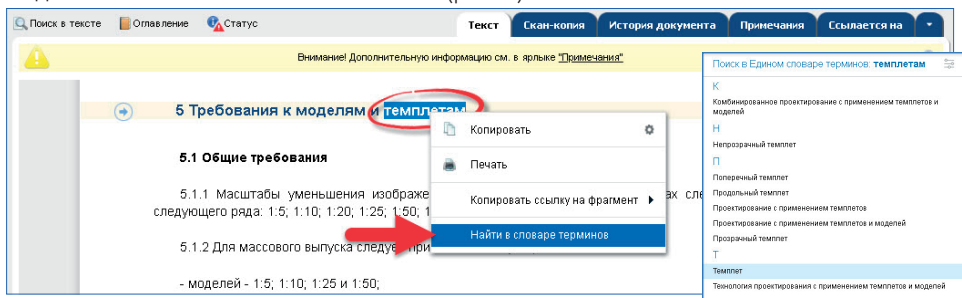 Поиск в тексте Оглавление Статус Текст Скан-копия История документа Примечания Ссылается на
Внимание! Дополнительную информацию см. в ярлыке "Примечания"
5 Требования к моделям и темплетам
5.1 Общие требования
5.1.1 Масштабы уменьшения изображе
следующего ряда: 1:5; 1:10; 1:20; 1:25; 1:50; 1
5.1.2 Для массового выпуска следуе при
- моделей - 1:5; 1:10; 1:25 и 1:50;
Копировать
Печать
Копировать ссылку на фрагмент
Найти в словаре терминов
Поиск в Едином словаре терминов: темплетам
К
Комбинированное проектирование с применением темплетов и
моделей
Н
Непрозрачный темплет
П
Поперечный темплет
Продольный темплет
Проектирование с применением темплетов
Проектирование с применением темплетов и моделей
Прозрачный темплет
Т
Темплет
Технология проектирования с применением темплетов и моделей